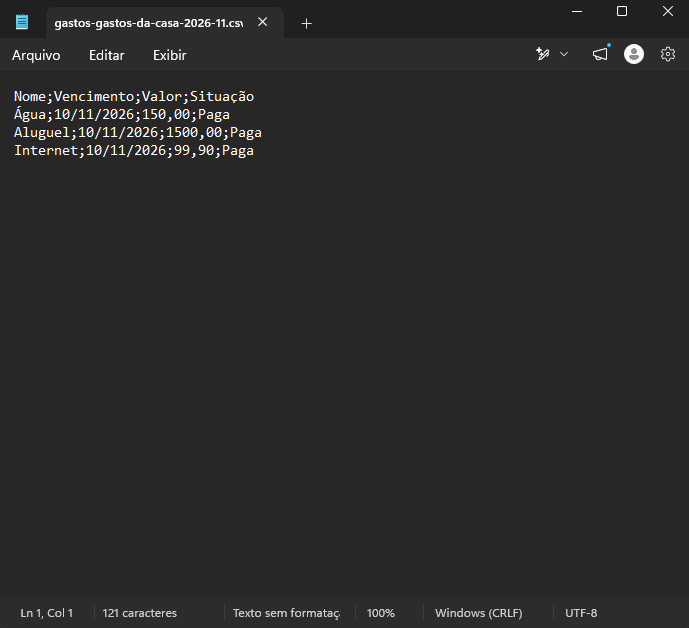 gastos-gastos-da-casa-2026-11.csv
Arquivo Editar Exibir
Nome;Vencimento;Valor;Situação
Água;10/11/2026;150,00;Paga
Aluguel;10/11/2026;1500,00;Paga
Internet;10/11/2026;99,90;Paga
Ln 1, Col 1 121 caracteres Texto sem formataç 100% Windows (CRLF) UTF-8